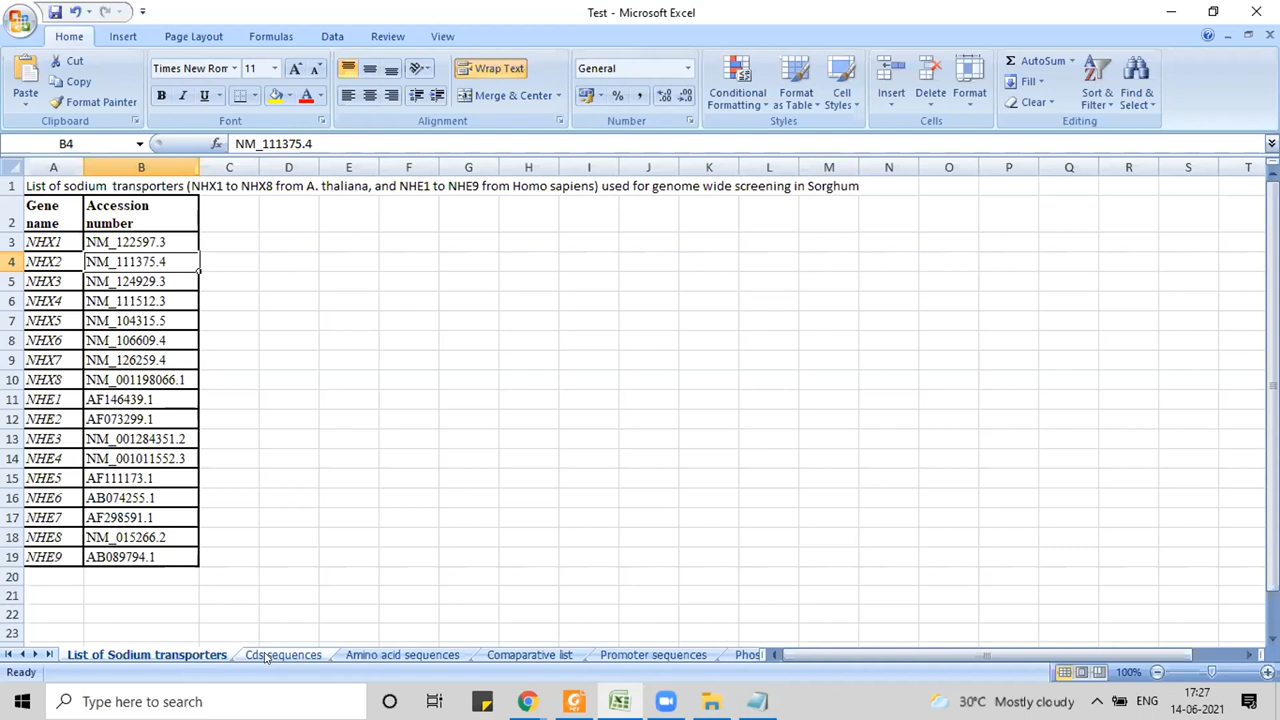 Test - Microsoft Excel
Home Insert Page Layout Formulas Data Review View
Cut
Copy
Format Painter
Paste
Clipboard
Times New Ron 11
Font
Wrap Text
Merge & Center
Alignment
General
Number
Conditional Formatting
Format as Table
Cell Styles
Styles
Insert Delete Format
Cells
AutoSum
Fill
Clear
Sort & Filter
Find & Select
Editing
B4 fx NM_111375.4
A B C D E F G H I J K L M N O P Q R S T
1 List of sodium transporters (NHX1 to NHX8 from A. thaliana, and NHE1 to NHE9 from Homo sapiens) used for genome wide screening in Sorghum
2 Gene name Accession number
3 NHX1 NM_122597.3
4 NHX2 NM_111375.4
5 NHX3 NM_124929.3
6 NHX4 NM_111512.3
7 NHX5 NM_104315.5
8 NHX6 NM_106609.4
9 NHX7 NM_126259.4
10 NHX8 NM_001198066.1
11 NHE1 AF146439.1
12 NHE2 AF073299.1
13 NHE3 NM_001284351.2
14 NHE4 NM_001011552.3
15 NHE5 AF111173.1
16 NHE6 AB074255.1
17 NHE7 AF298591.1
18 NHE8 NM_015266.2
19 NHE9 AB089794.1
20
21
22
23
List of Sodium transporters Cds sequences Amino acid sequences Comaparative list Promoter sequences Phos
Ready 100%
Type here to search 30°C Mostly cloudy ENG 17:27
14-06-2021